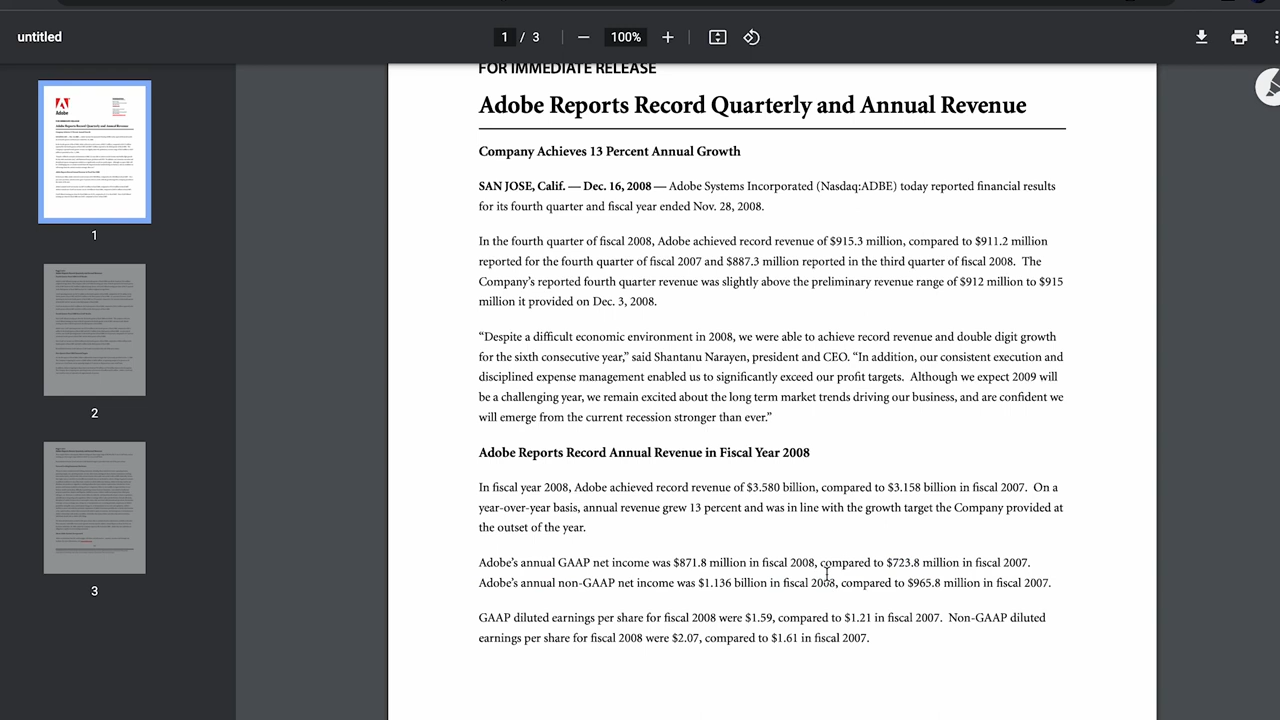 untitled
1 / 3
100%
1
2
3
FOR IMMEDIATE RELEASE
Adobe Reports Record Quarterly and Annual Revenue
Company Achieves 13 Percent Annual Growth
SAN JOSE, Calif. — Dec. 16, 2008 — Adobe Systems Incorporated (Nasdaq:ADBE) today reported financial results
for its fourth quarter and fiscal year ended Nov. 28, 2008.
In the fourth quarter of fiscal 2008, Adobe achieved record revenue of $915.3 million, compared to $911.2 million
reported for the fourth quarter of fiscal 2007 and $887.3 million reported in the third quarter of fiscal 2008.  The
Company’s reported fourth quarter revenue was slightly above the preliminary revenue range of $912 million to $915
million it provided on Dec. 3, 2008.
“Despite a difficult economic environment in 2008, we were able to achieve record revenue and double digit growth
for the sixth consecutive year,” said Shantanu Narayen, president and CEO. “In addition, our consistent execution and
disciplined expense management enabled us to significantly exceed our profit targets.  Although we expect 2009 will
be a challenging year, we remain excited about the long term market trends driving our business, and are confident we
will emerge from the current recession stronger than ever.”
Adobe Reports Record Annual Revenue in Fiscal Year 2008
In fiscal year 2008, Adobe achieved record revenue of $3.580 billion, compared to $3.158 billion in fiscal 2007.  On a
year-over-year basis, annual revenue grew 13 percent and was in line with the growth target the Company provided at
the outset of the year.
Adobe’s annual GAAP net income was $871.8 million in fiscal 2008, compared to $723.8 million in fiscal 2007.
Adobe’s annual non-GAAP net income was $1.136 billion in fiscal 2008, compared to $965.8 million in fiscal 2007.
GAAP diluted earnings per share for fiscal 2008 were $1.59, compared to $1.21 in fiscal 2007.  Non-GAAP diluted
earnings per share for fiscal 2008 were $2.07, compared to $1.61 in fiscal 2007.
Adobe